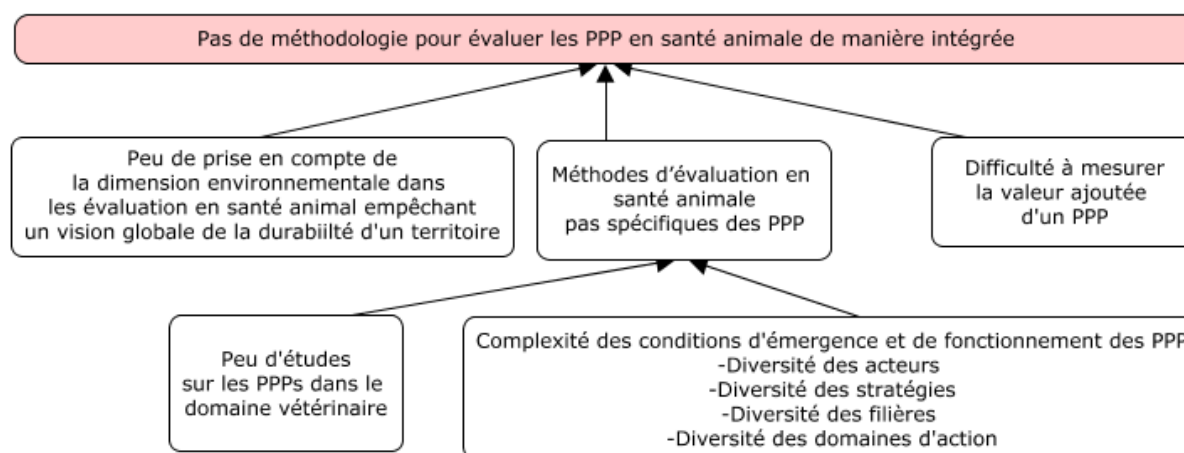 Pas de méthodologie pour évaluer les PPP en santé animale de manière intégrée
Peu de prise en compte de
la dimension environnementale dans
les évaluation en santé animal empêchant
un vision globale de la durabiilté d'un territoire
Méthodes d'évaluation en
santé animale
pas spécifiques des PPP
Difficulté à mesurer
la valeur ajoutée
d'un PPP
Peu d'études
sur les PPPs dans le
domaine vétérinaire
Complexité des conditions d'émergence et de fonctionnement des PPP
-Diversité des acteurs
-Diversité des stratégies
-Diversité des filières
-Diversité des domaines d'action